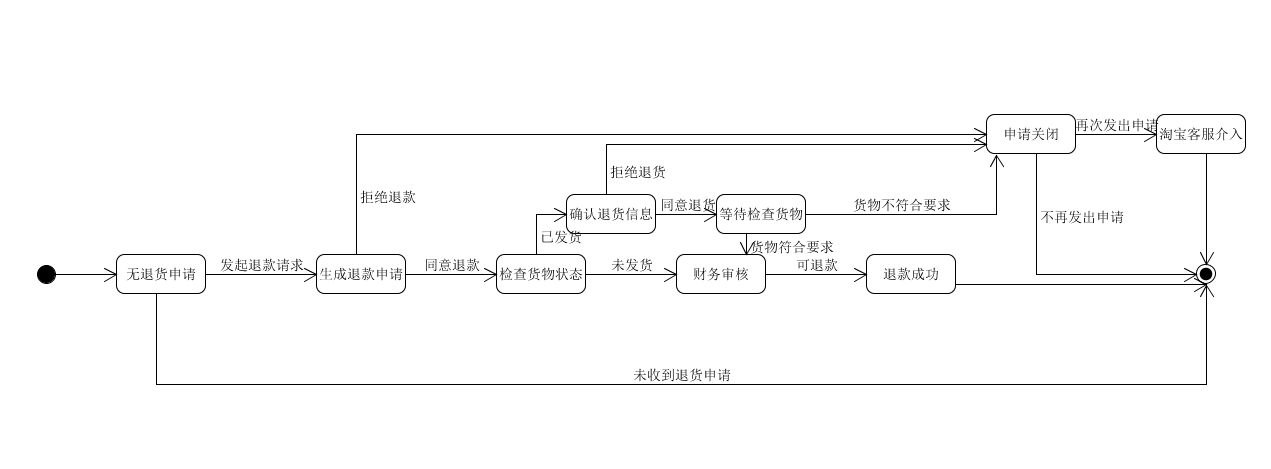 再次发出申请
申请关闭
淘宝客服介入
拒绝退货
拒绝退款
同意退货
货物不符合要求
确认退货信息
等待检查货物
不再发出申请
已发货
货物符合要求
发起退款请求
同意退款
未发货
可退款
无退货申请
生成退款申请
检查货物状态
财务审核
退款成功
未收到退货申请